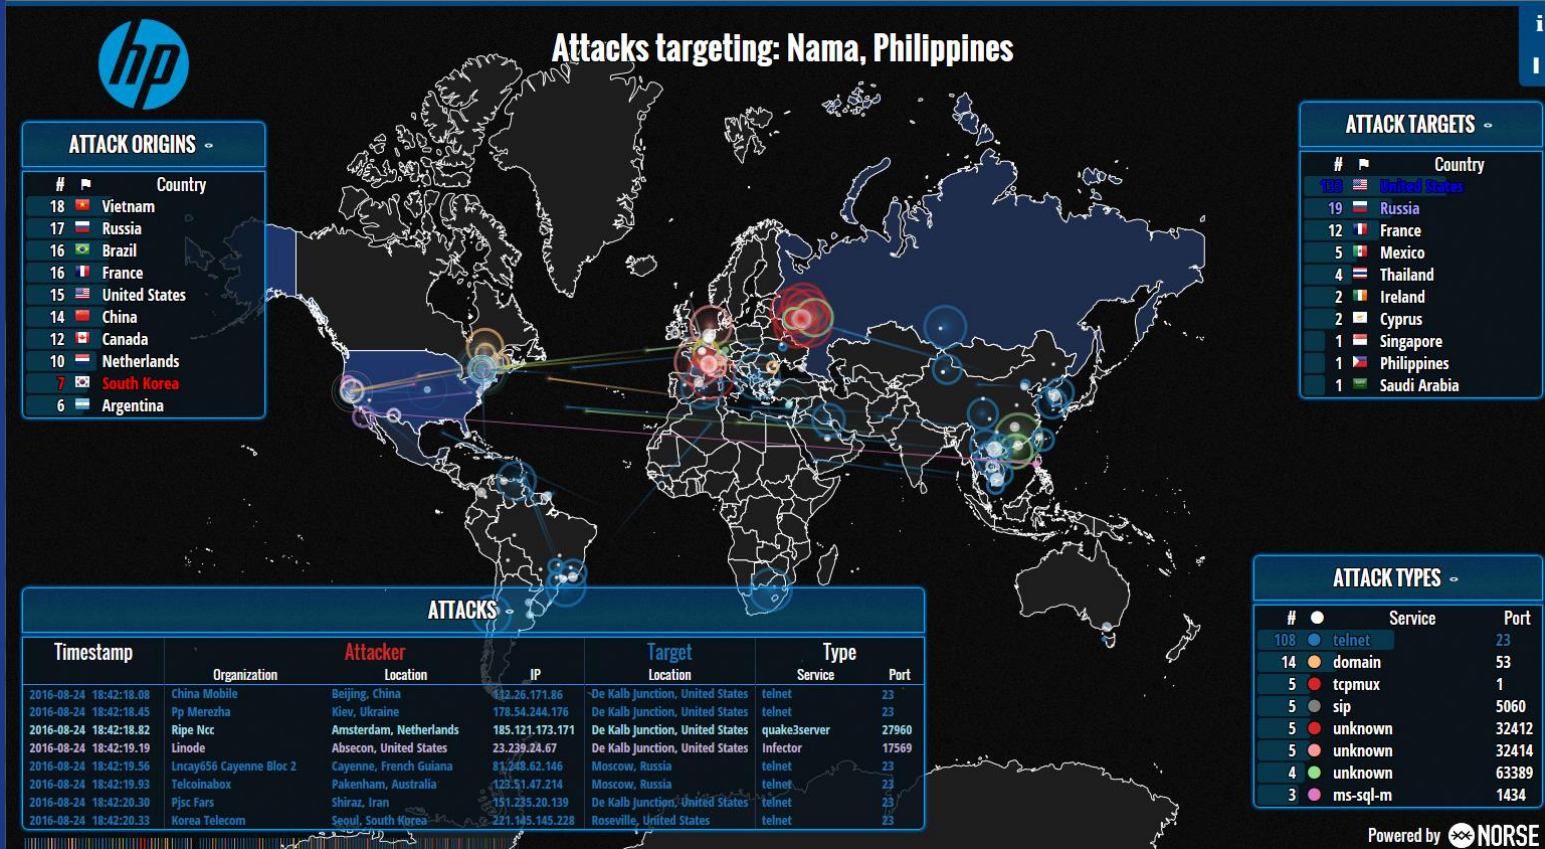 hp
Attacks targeting: Nama, Philippines
i
ATTACK ORIGINS
# Country
18 Vietnam
17 Russia
16 Brazil
16 France
15 United States
14 China
12 Canada
10 Netherlands
7 South Korea
6 Argentina
ATTACK TARGETS
# Country
133 United States
19 Russia
12 France
5 Mexico
4 Thailand
2 Ireland
2 Cyprus
1 Singapore
1 Philippines
1 Saudi Arabia
ATTACKS
Timestamp Attacker Target Type
Organization Location IP Location Service Port
2016-08-24 18:42:18.08 China Mobile Beijing, China 112.26.171.86 De Kalb Junction, United States telnet 23
2016-08-24 18:42:18.45 Pp Merezha Kiev, Ukraine 178.54.244.176 De Kalb Junction, United States telnet 23
2016-08-24 18:42:18.82 Ripe Ncc Amsterdam, Netherlands 185.121.173.171 De Kalb Junction, United States quake3server 27960
2016-08-24 18:42:19.19 Linode Absecon, United States 23.239.24.67 De Kalb Junction, United States Infector 17569
2016-08-24 18:42:19.56 Lncay656 Cayenne Bloc 2 Cayenne, French Guiana 81.248.62.146 Moscow, Russia telnet 23
2016-08-24 18:42:19.93 Telcoinabox Pakenham, Australia 123.51.47.214 Moscow, Russia telnet 23
2016-08-24 18:42:20.30 Pjsc Fars Shiraz, Iran 151.235.20.139 De Kalb Junction, United States telnet 23
2016-08-24 18:42:20.33 Korea Telecom Seoul, South Korea 221.145.145.228 Roseville, United States telnet 23
ATTACK TYPES
# Service Port
108 telnet 23
14 domain 53
5 tcpmux 1
5 sip 5060
5 unknown 32412
5 unknown 32414
4 unknown 63389
3 ms-sql-m 1434
Powered by NORSE